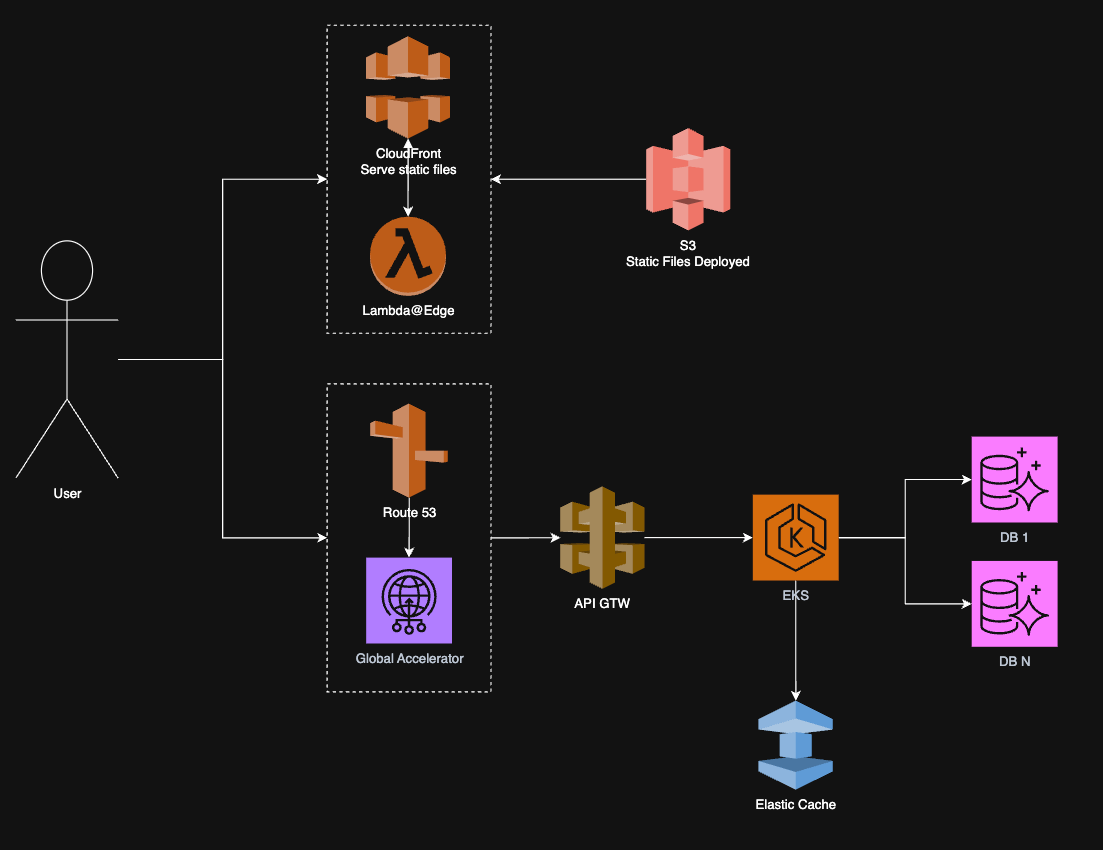 CloudFront
Serve static files
Lambda@Edge
S3
Static Files Deployed
User
Route 53
Global Accelerator
API GTW
K
EKS
DB 1
DB N
Elastic Cache